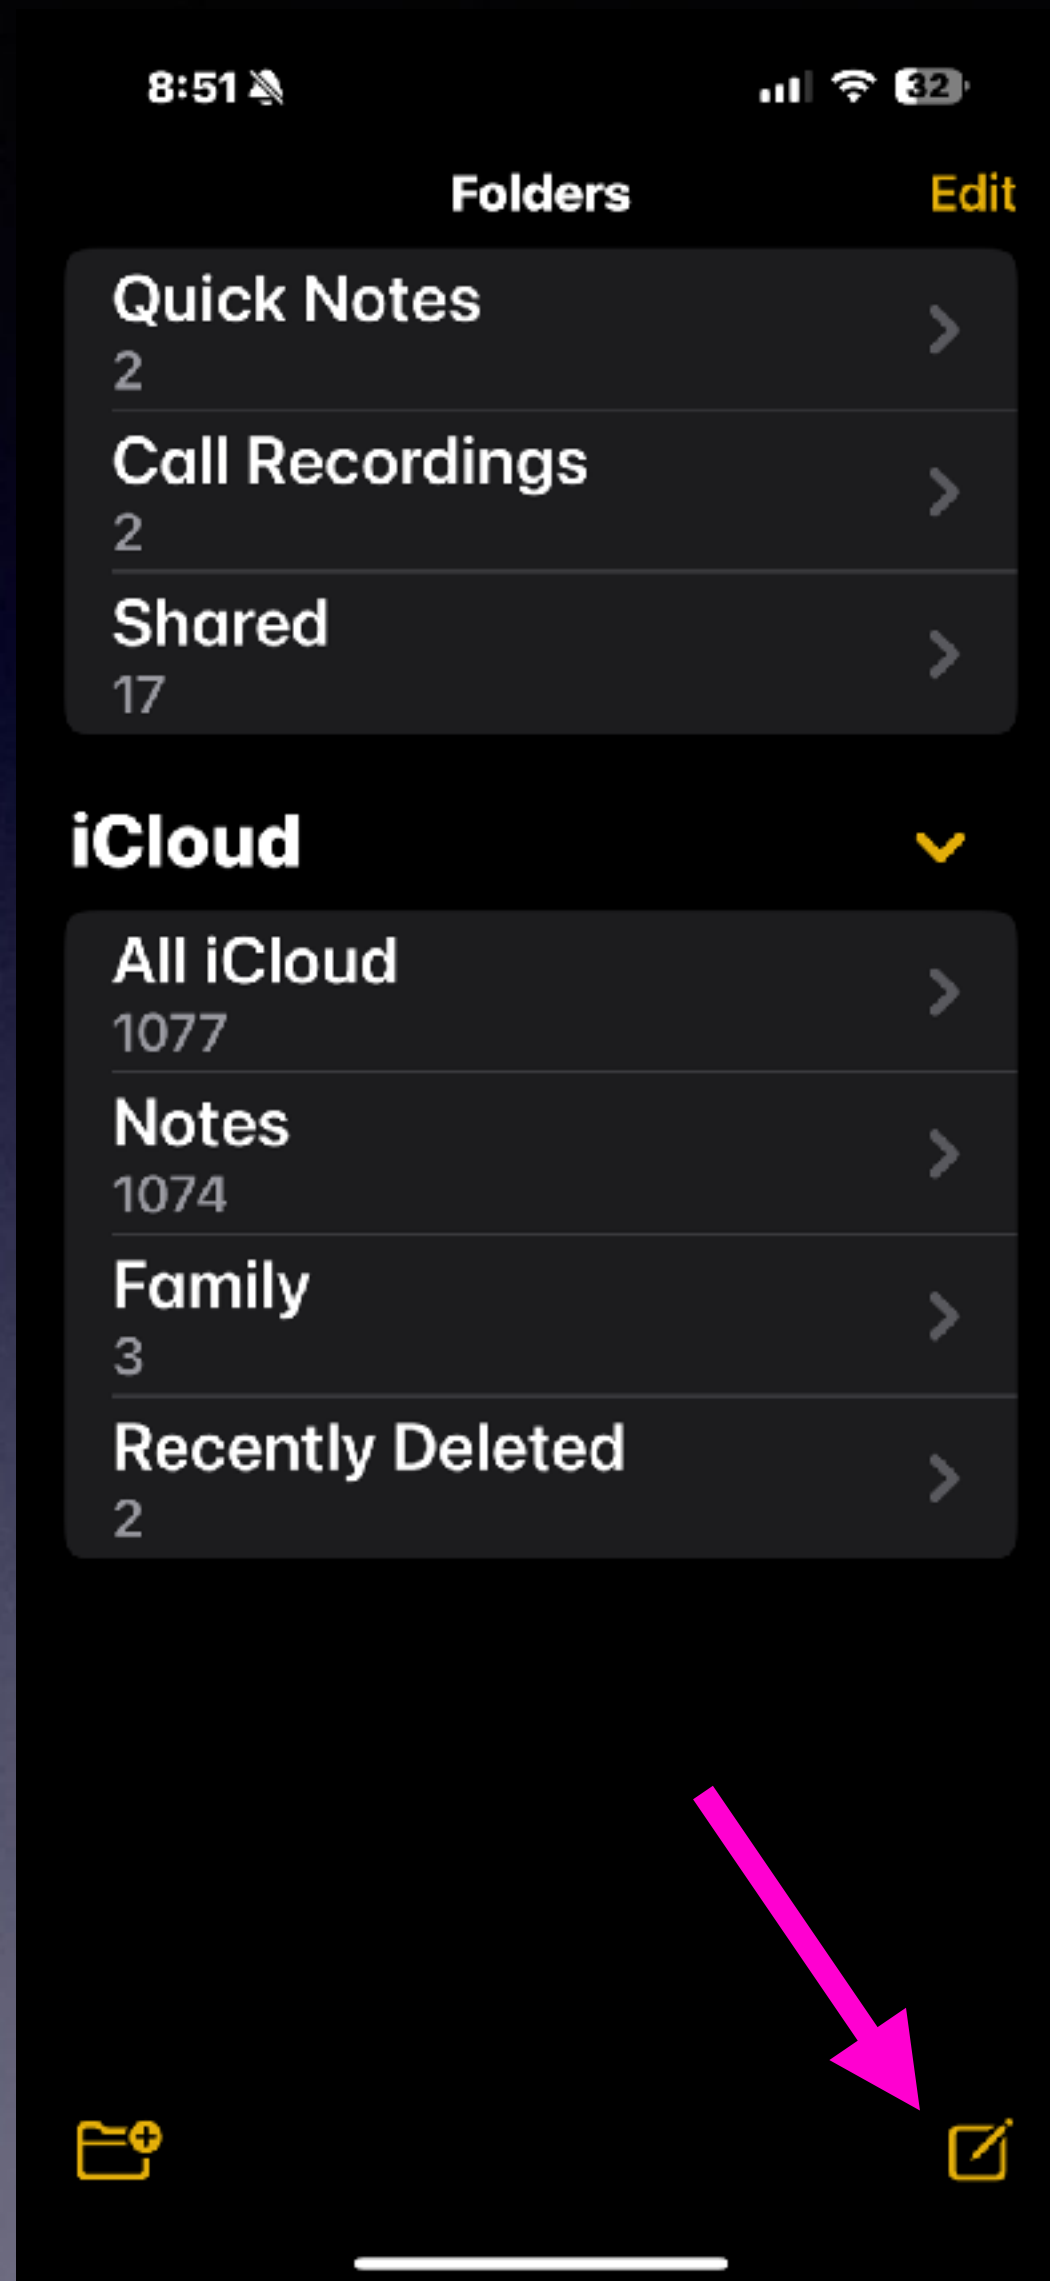 8:51
32
Folders
Edit
Quick Notes
2
Call Recordings
2
Shared
17
iCloud
All iCloud
1077
Notes
1074
Family
3
Recently Deleted
2